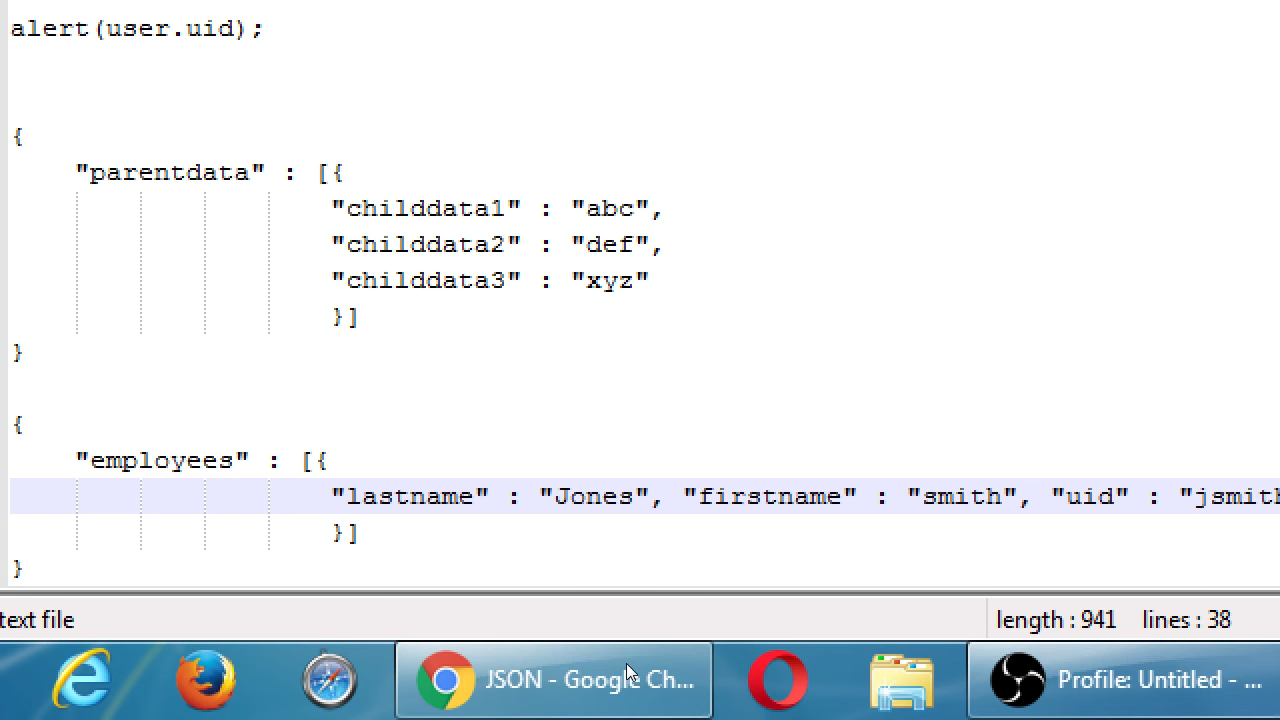 alert(user.uid);
{
"parentdata" : [{
"childdata1" : "abc",
"childdata2" : "def",
"childdata3" : "xyz"
}]
}
{
"employees" : [{
"lastname" : "Jones", "firstname" : "smith", "uid" : "jsmith
}]
}
text file length : 941 lines : 38
JSON - Google Ch... Profile: Untitled - ...